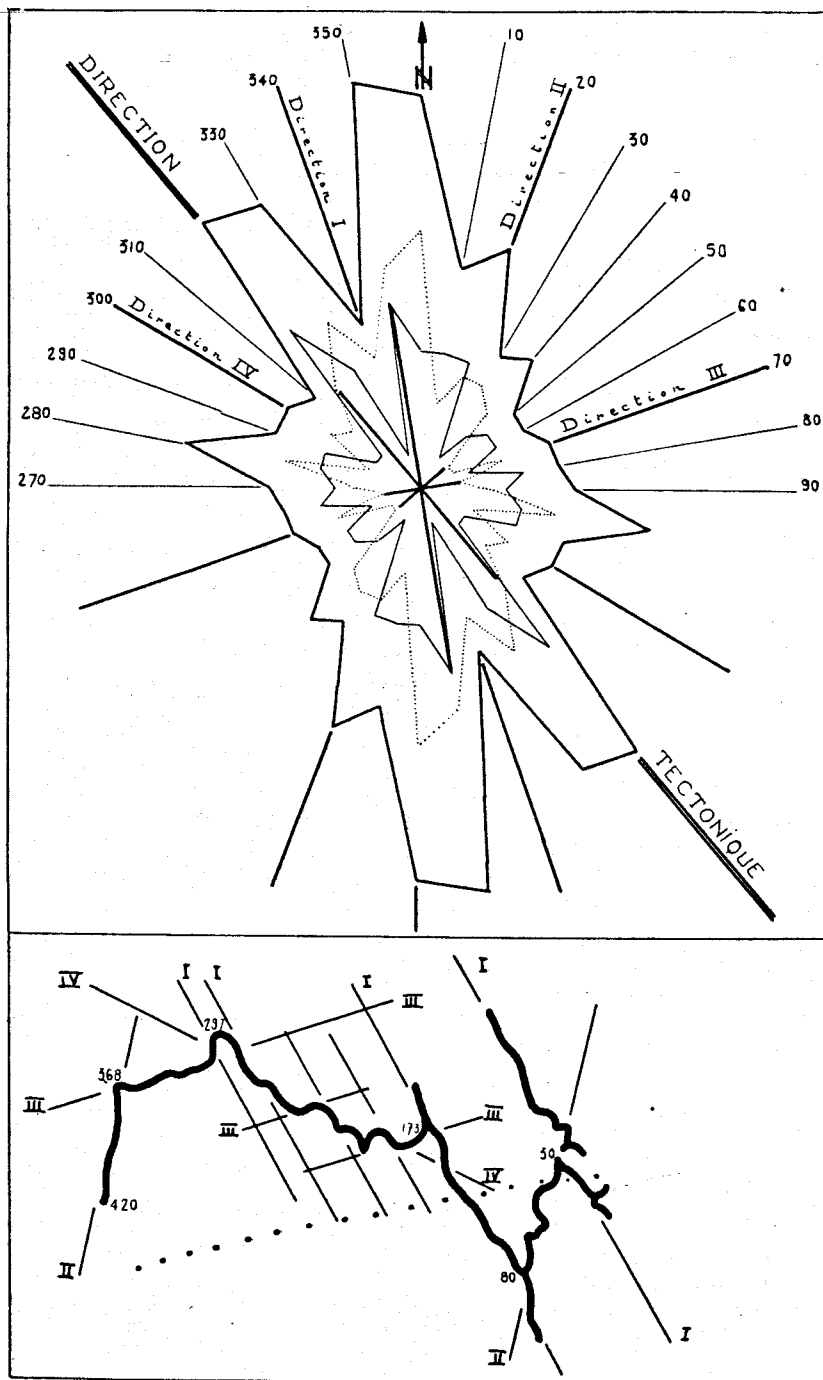 350
N
10
DIRECTION
340
Direction I
Direction II
20
330
30
40
310
50
300
Direction IV
60
290
Direction III
70
280
80
270
90
TECTONIQUE
I
I
I
I
IV
III
297
368
III
III
173
III
IV
50
420
II
80
II
I